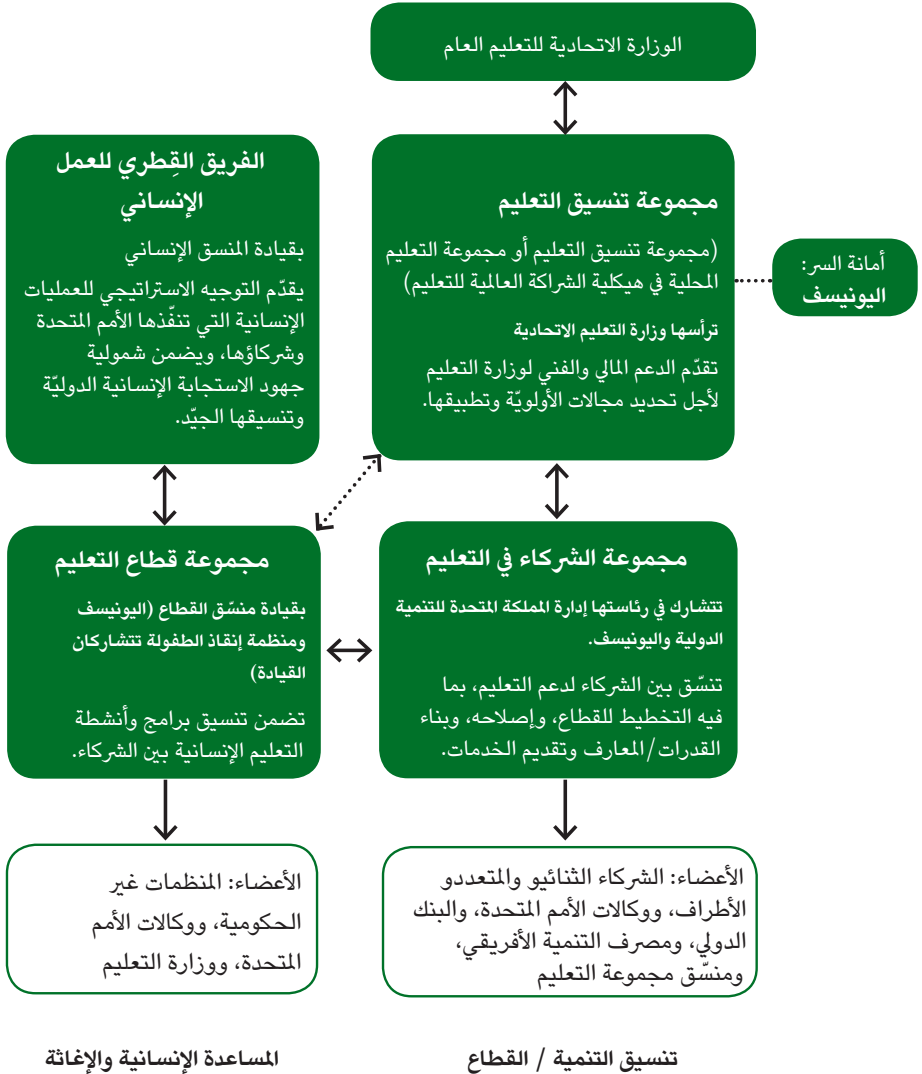 الوزارة الاتحادية للتعليم العام
مجموعة تنسيق التعليم
(مجموعة تنسيق التعليم أو مجموعة التعليم
المحلية في هيكلية الشراكة العالمية للتعليم)
ترأسها وزارة التعليم الاتحادية
تقدّم الدعم المالي والفني لوزارة التعليم
لأجل تحديد مجالات الأولويّة وتطبيقها.
أمانة السر:
اليونيسف
الفريق القِطري للعمل
الإنساني
بقيادة المنسق الإنساني
يقدّم التوجيه الاستراتيجي للعمليات
الإنسانية التي تنفّذها الأمم المتحدة
وشركاؤها، ويضمن شمولية
جهود الاستجابة الإنسانية الدوليّة
وتنسيقها الجيّد.
مجموعة الشركاء في التعليم
تتشارك في رئاستها إدارة المملكة المتحدة للتنمية
الدولية واليونيسف.
تنسّق بين الشركاء لدعم التعليم، بما
فيه التخطيط للقطاع، وإصلاحه، وبناء
القدرات/المعارف وتقديم الخدمات.
مجموعة قطاع التعليم
بقيادة منسّق القطاع (اليونيسف
ومنظمة إنقاذ الطفولة تتشاركان
القيادة)
تضمن تنسيق برامج وأنشطة
التعليم الإنسانية بين الشركاء.
الأعضاء: الشركاء الثنائيو والمتعددو
الأطراف، ووكالات الأمم المتحدة، والبنك
الدولي، ومصرف التنمية الأفريقي،
ومنسّق مجموعة التعليم
الأعضاء: المنظمات غير
الحكومية، ووكالات الأمم
المتحدة، ووزارة التعليم
تنسيق التنمية / القطاع
المساعدة الإنسانية والإغاثة